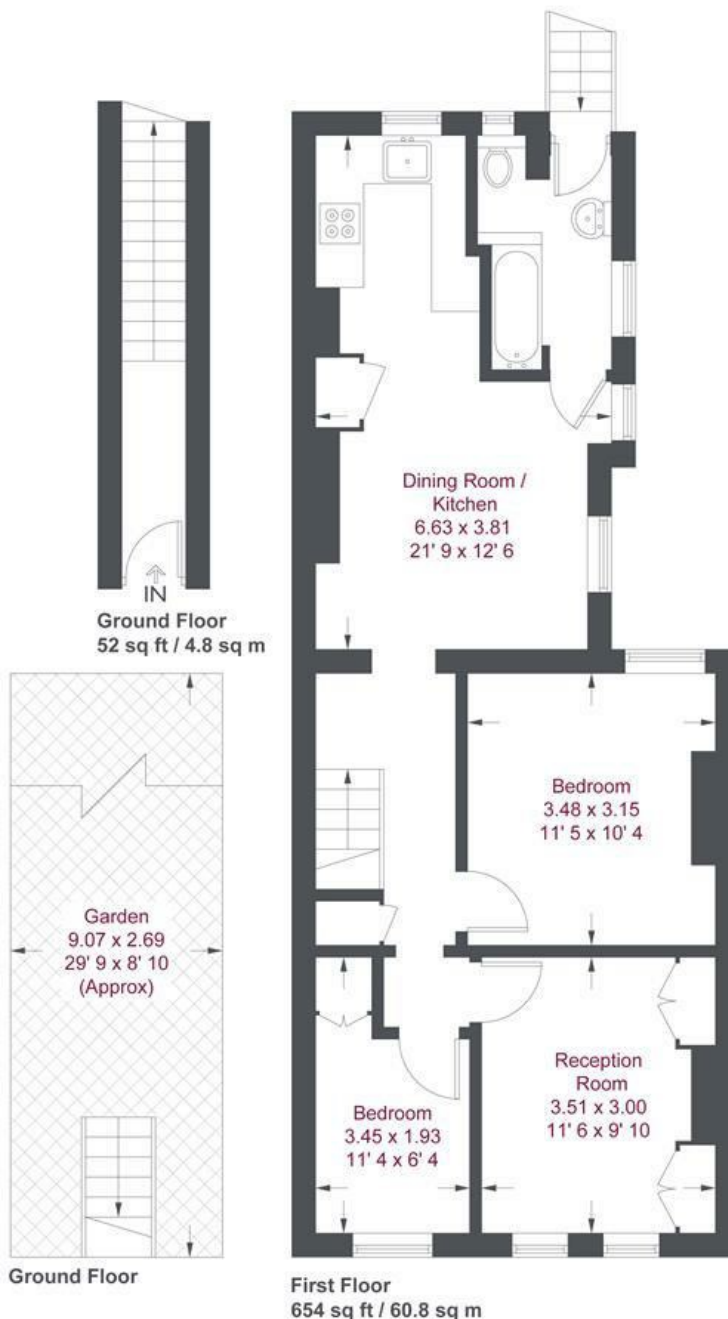 IN
Ground Floor
52 sq ft / 4.8 sq m
Dining Room /
Kitchen
6.63 x 3.81
21' 9 x 12' 6
Bedroom
3.48 x 3.15
11' 5 x 10' 4
Garden
9.07 x 2.69
29' 9 x 8' 10
(Approx)
Bedroom
3.45 x 1.93
11' 4 x 6' 4
Reception
Room
3.51 x 3.00
11' 6 x 9' 10
Ground Floor
First Floor
654 sq ft / 60.8 sq m